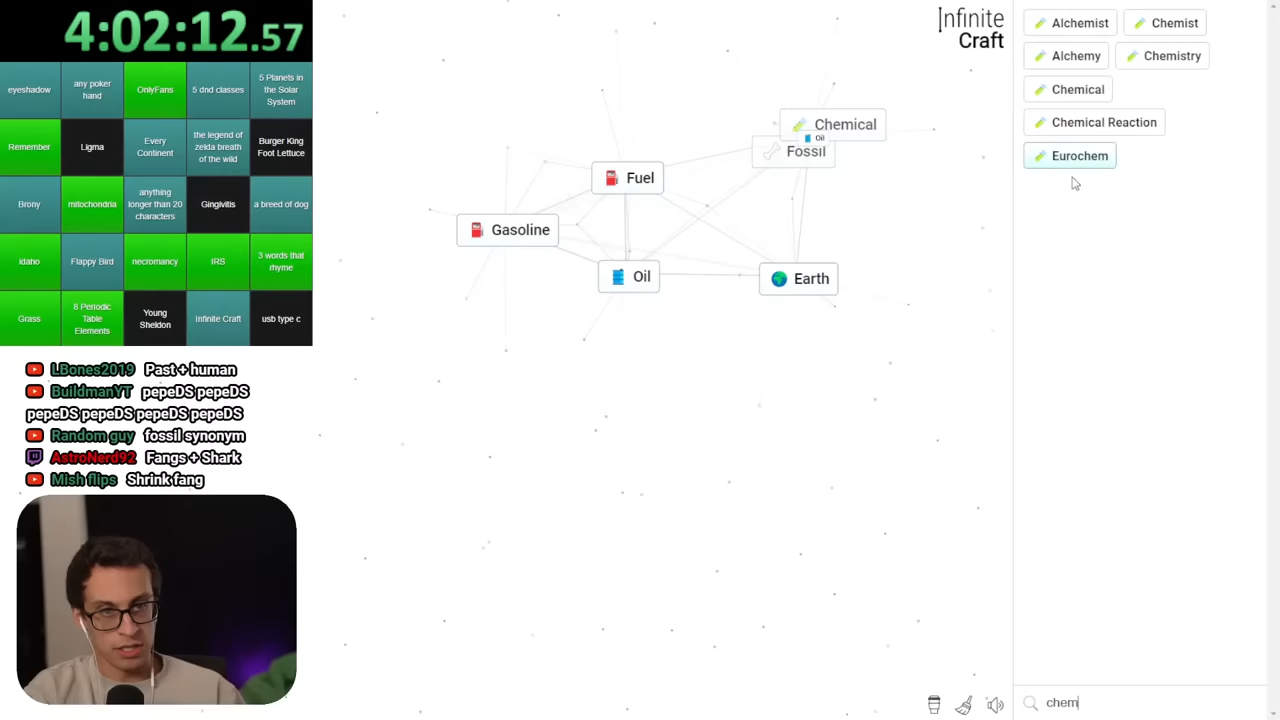 4:02:12.57
eyeshadow
any poker
hand
OnlyFans
5 dnd classes
5 Planets in
the Solar
System
Remember
Ligma
Every
Continent
the legend of
zelda breath
of the wild
Burger King
Foot Lettuce
Brony
mitochondria
anything
longer than 20
characters
Gingivitis
a breed of dog
idaho
Flappy Bird
necromancy
IRS
3 words that
rhyme
Grass
8 Periodic
Table
Elements
Young
Sheldon
Infinite Craft
usb type c
LBones2019 Past + human
BuildmanYT pepeDS pepeDS
pepeDS pepeDS pepeDS pepeDS
Random guy fossil synonym
AstroNerd92 Fangs + Shark
Mish flips Shrink fang
Infinite
Craft
Chemical
Oil
Fossil
Fuel
Gasoline
Oil
Earth
Alchemist
Chemist
Alchemy
Chemistry
Chemical
Chemical Reaction
Eurochem
chem